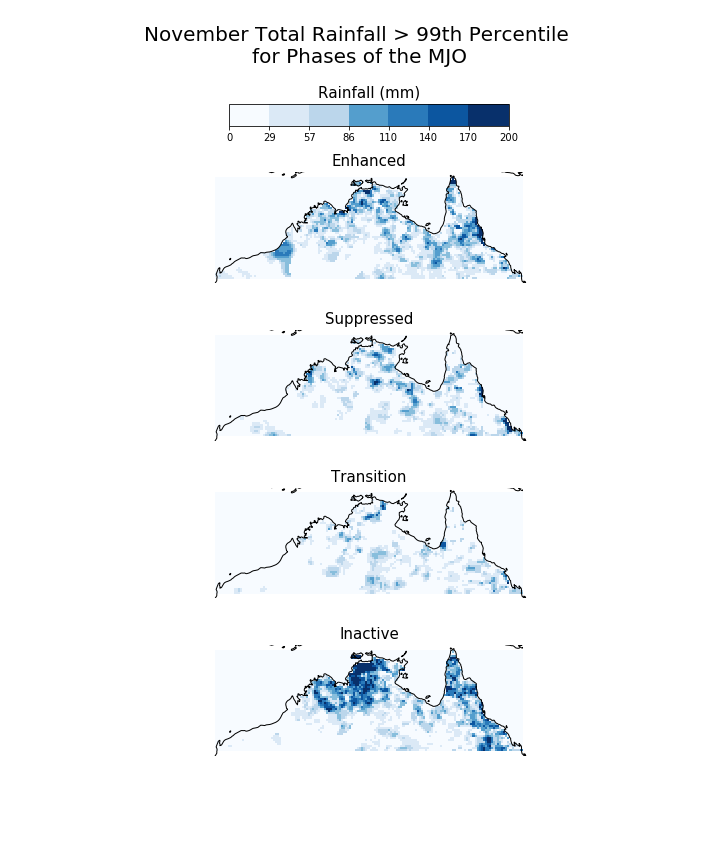 November Total Rainfall > 99th Percentile
for Phases of the MJO
Rainfall (mm)
0 29 57 86 110 140 170 200
Enhanced
Suppressed
Transition
Inactive